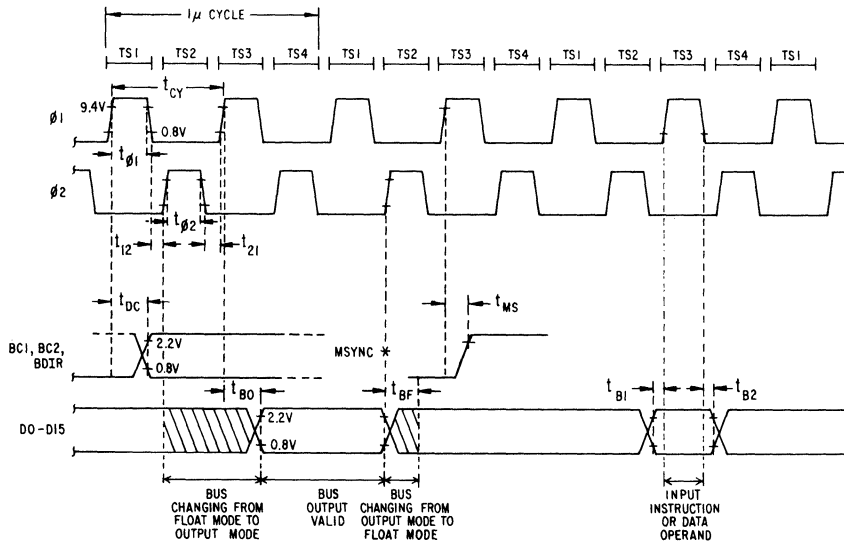 1μ CYCLE
TS1 TS2 TS3 TS4 TS1 TS2 TS3 TS4 TS1 TS2 TS3 TS4 TS1
tCY
9.4V
Ø1
0.8V
tØ1
Ø2
tØ2
t12
t21
tDC
tMS
2.2V
BC1, BC2,
BDIR
MSYNC *
0.8V
tBO
tBF
tB1
tB2
2.2V
DO-D15
0.8V
BUS
CHANGING FROM
FLOAT MODE TO
OUTPUT MODE
BUS
OUTPUT
VALID
BUS
CHANGING FROM
OUTPUT MODE TO
FLOAT MODE
INPUT
INSTRUCTION
OR DATA
OPERAND